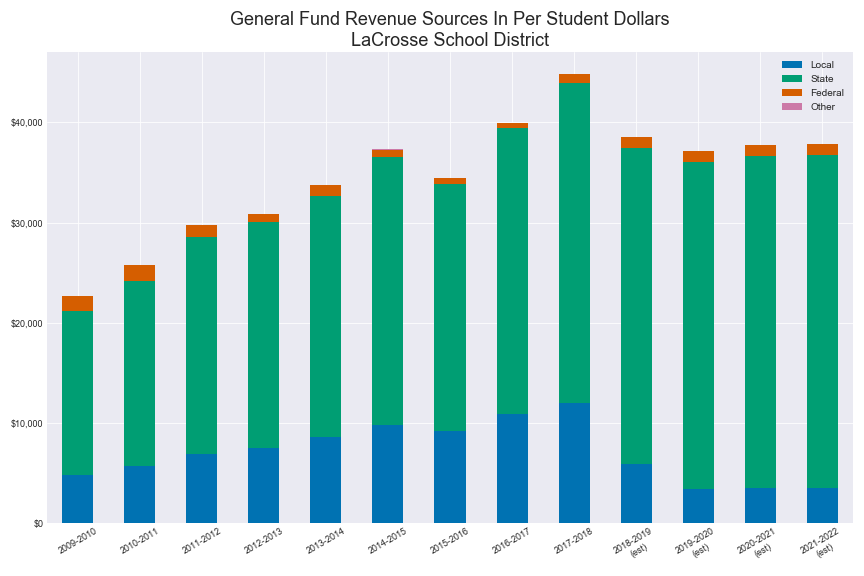 General Fund Revenue Sources In Per Student Dollars
LaCrosse School District
Local
State
Federal
Other
$40,000
$30,000
$20,000
$10,000
$0
2009-2010
2010-2011
2011-2012
2012-2013
2013-2014
2014-2015
2015-2016
2016-2017
2017-2018
2018-2019
(est)
2019-2020
(est)
2020-2021
(est)
2021-2022
(est)